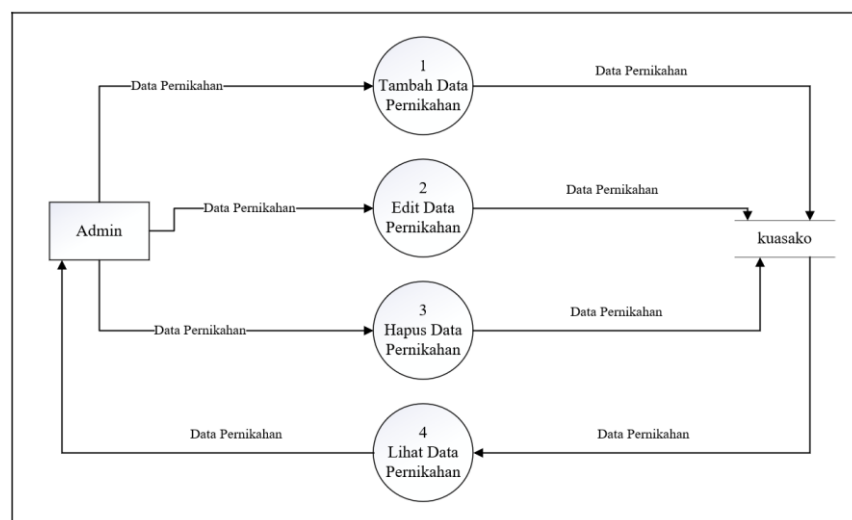 1
Tambah Data
Pernikahan
Data Pernikahan
Data Pernikahan
2
Edit Data
Pernikahan
Data Pernikahan
Data Pernikahan
Admin
kuasako
3
Hapus Data
Pernikahan
Data Pernikahan
Data Pernikahan
4
Lihat Data
Pernikahan
Data Pernikahan
Data Pernikahan